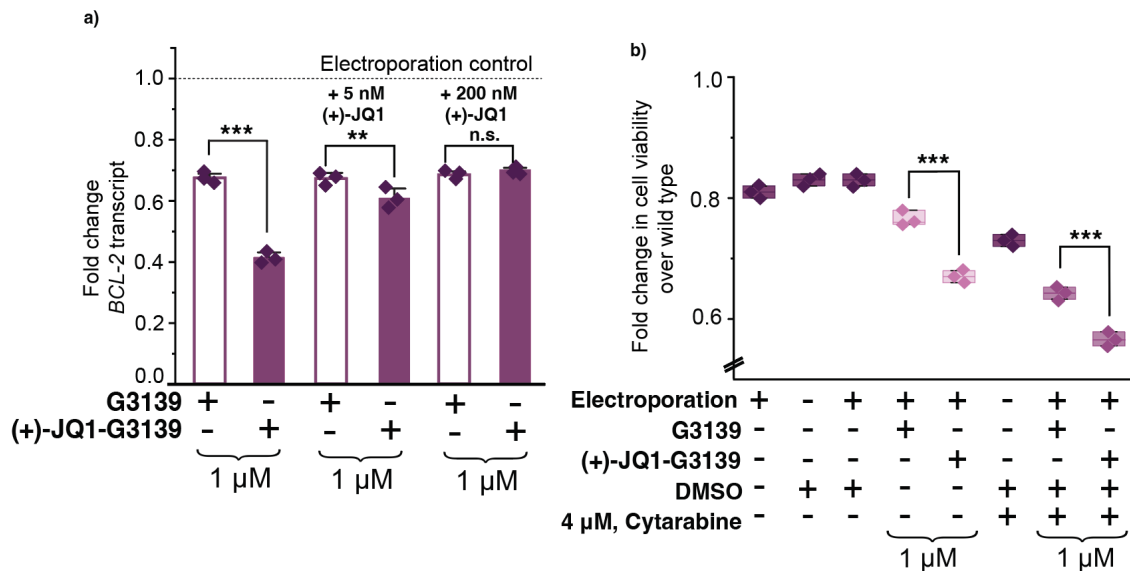 a)
Electroporation control
+ 5 nM
(+)-JQ1
+ 200 nM
(+)-JQ1
n.s.
***
**
Fold change
BCL-2 transcript
1.0
0.8
0.6
0.4
0.2
0.0
G3139 + - + - + -
(+)-JQ1-G3139 - + - + - +
1 µM 1 µM 1 µM
b)
Fold change in cell viability
over wild type
1.0
0.8
0.6
***
***
Electroporation + - + + + + + +
G3139 - - - + - - + -
(+)-JQ1-G3139 - - - - + - - +
DMSO - + + - - + + +
4 µM, Cytarabine - - - - - + + +
1 µM 1 µM